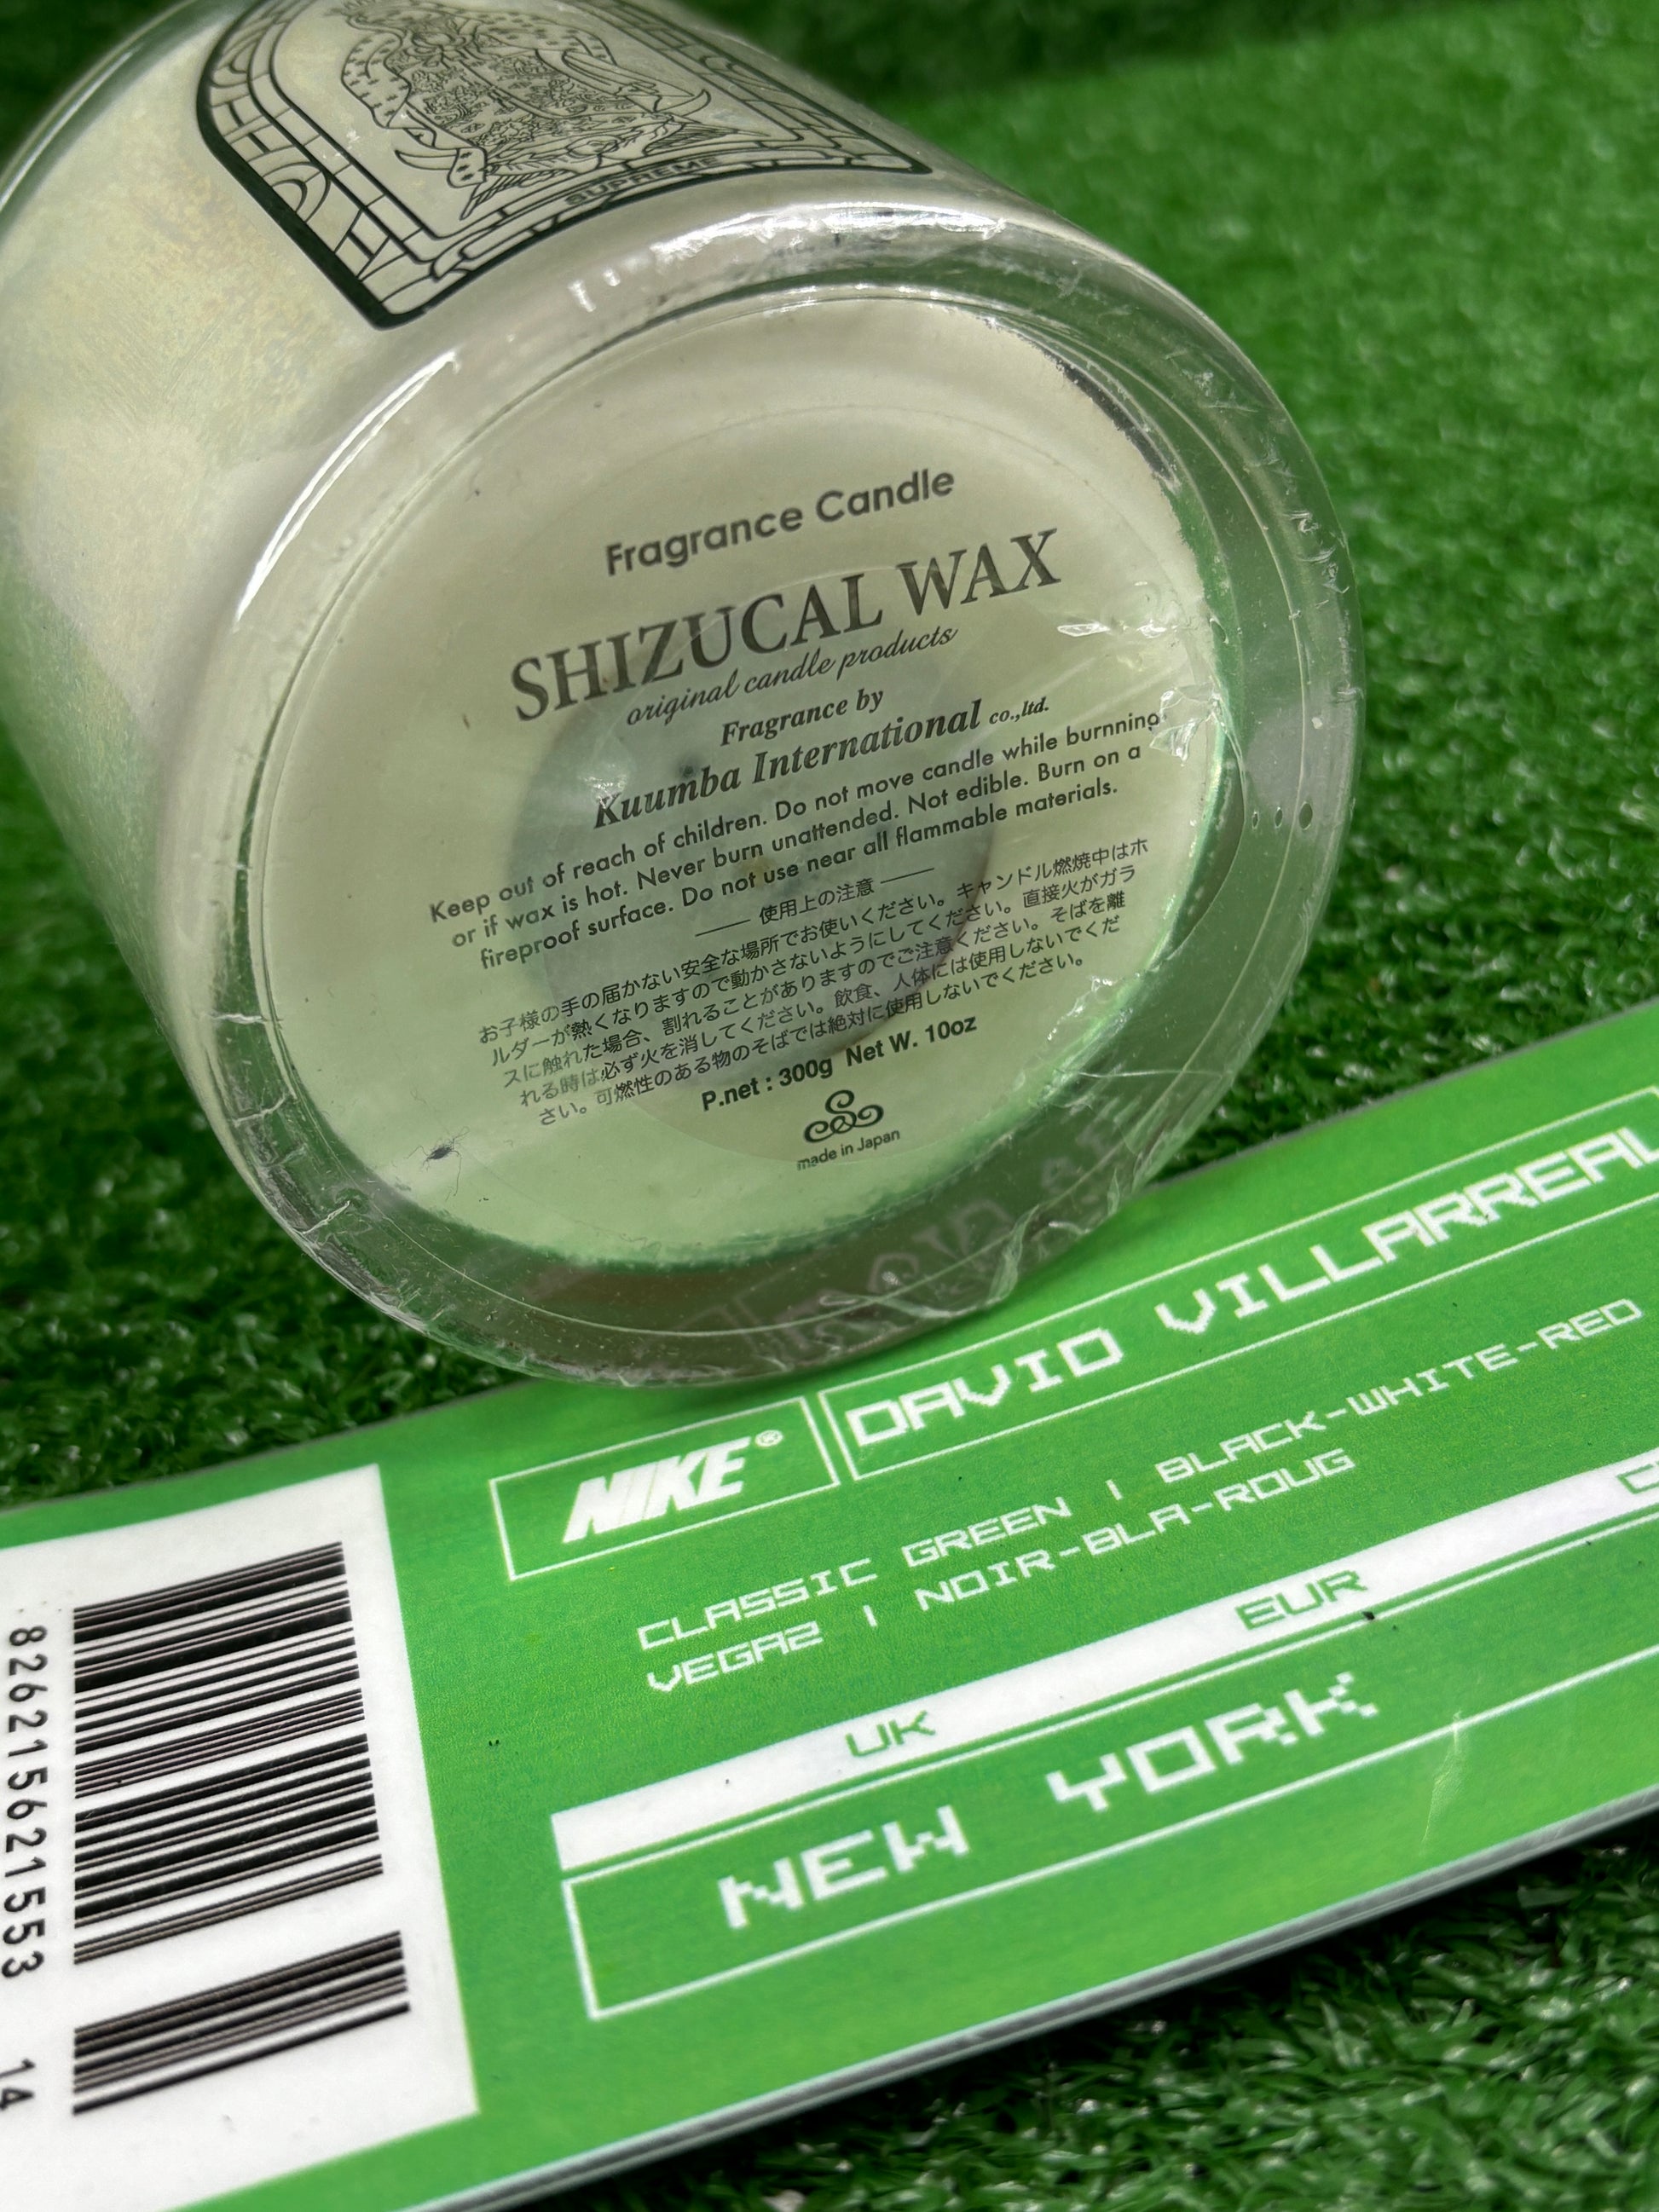 SUPREME
Fragrance Candle
SHIZUCAL WAX
original candle products
Fragrance by
Kuumba International co.,ltd.
Keep out of reach of children. Do not move candle while burnning
or if wax is hot. Never burn unattended. Not edible. Burn on a
fireproof surface. Do not use near all flammable materials.
使用上の注意
お子様の手の届かない安全な場所でお使いください。キャンドル燃焼中はホ
ルダーが熱くなりますので動かさないようにしてください。直接火がガラ
スに触れた場合、割れることがありますのでご注意ください。そばを離
れる時は必ず火を消してください。飲食、人体には使用しないでくだ
さい。可燃性のある物のそばでは絶対に使用しないでください。
P.net : 300g Net W. 10oz
made in Japan
NIKE®
DAVID VILLARREAL
CLASSIC GREEN | BLACK-WHITE-RED
VEGAZ | NOIR-BLA-ROUG
UK EUR
NEW YORK
826215621553 14